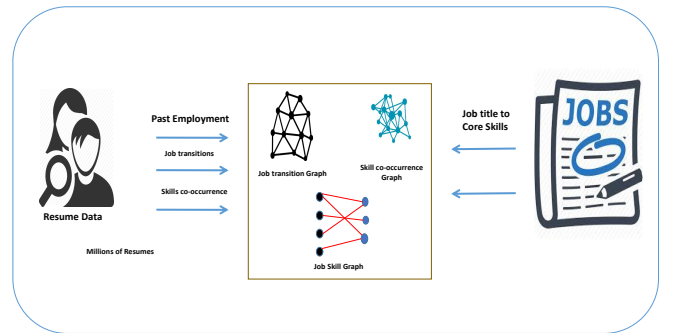 Past Employment
Job transitions
Skills co-occurrence
Resume Data
Millions of Resumes
Job transition Graph
Skill co-occurrence
Graph
Job Skill Graph
Job title to
Core Skills
JOBS